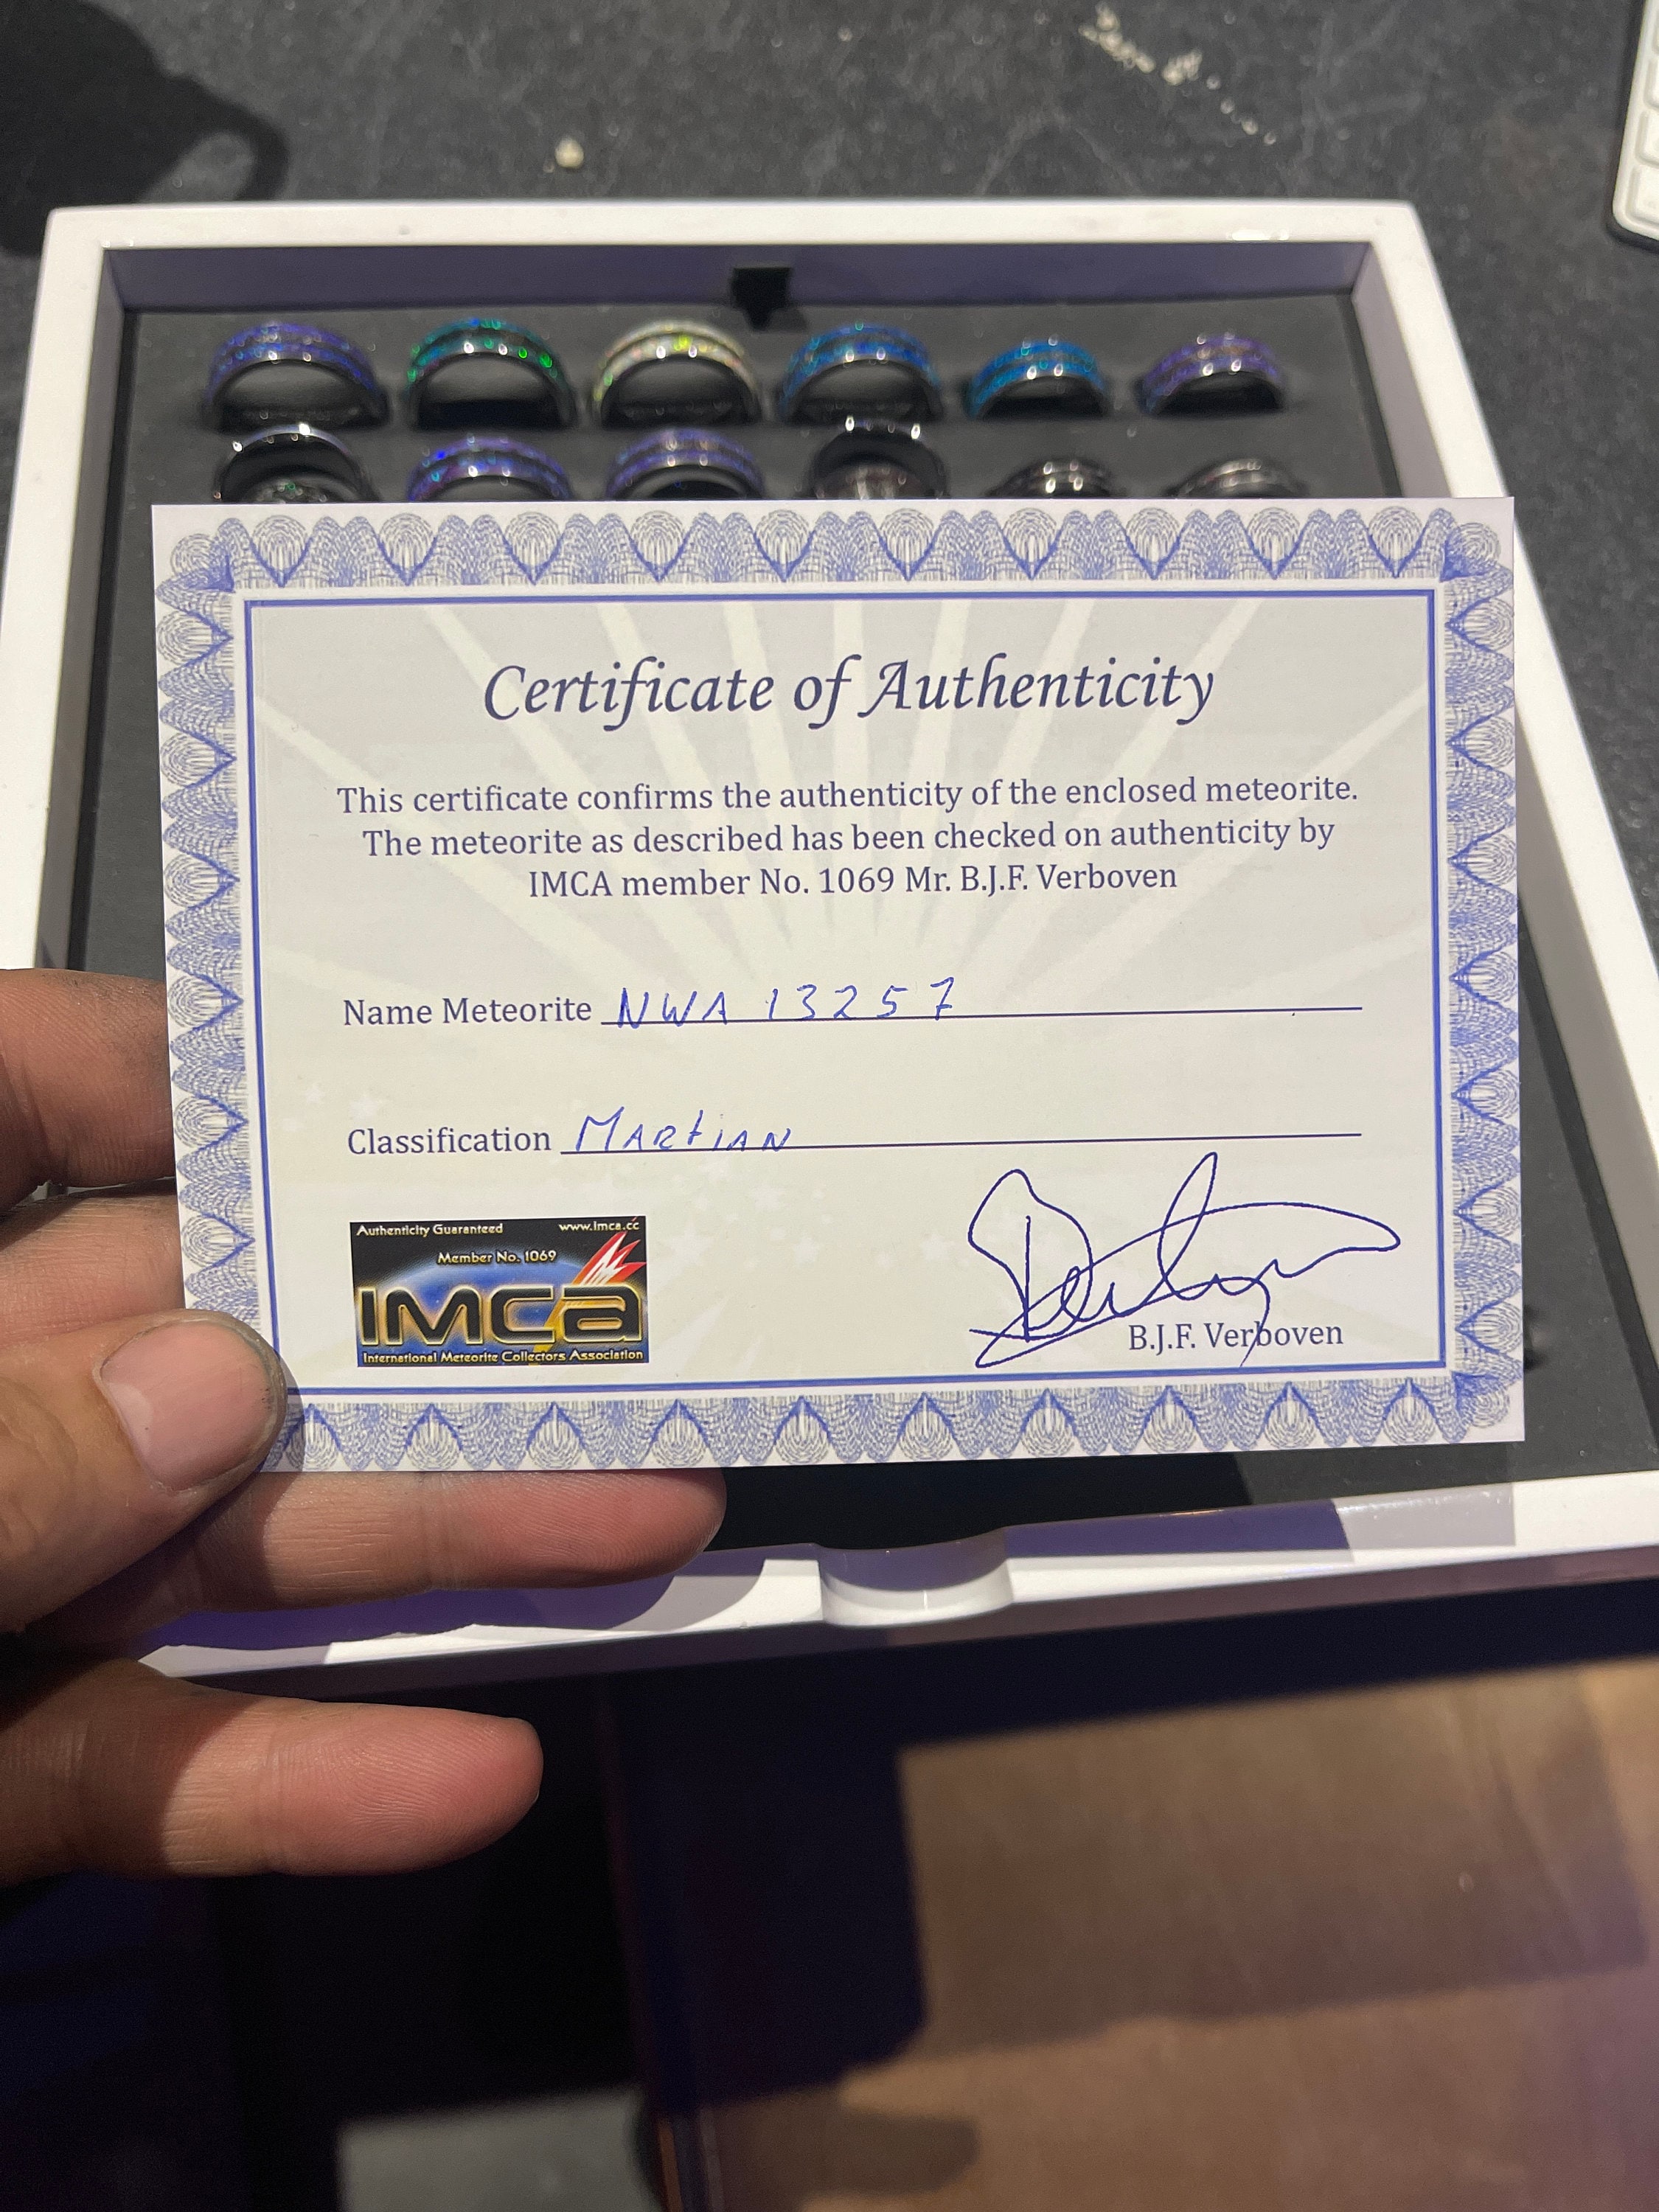 Certificate of Authenticity
This certificate confirms the authenticity of the enclosed meteorite.
The meteorite as described has been checked on authenticity by
IMCA member No. 1069 Mr. B.J.F. Verboven
Name Meteorite NWA 13257
Classification MARtIAN
Authenticity Guaranteed www.imca.cc
Member No. 1069
IMCa
International Meteorite Collectors Association
B.J.F. Verboven